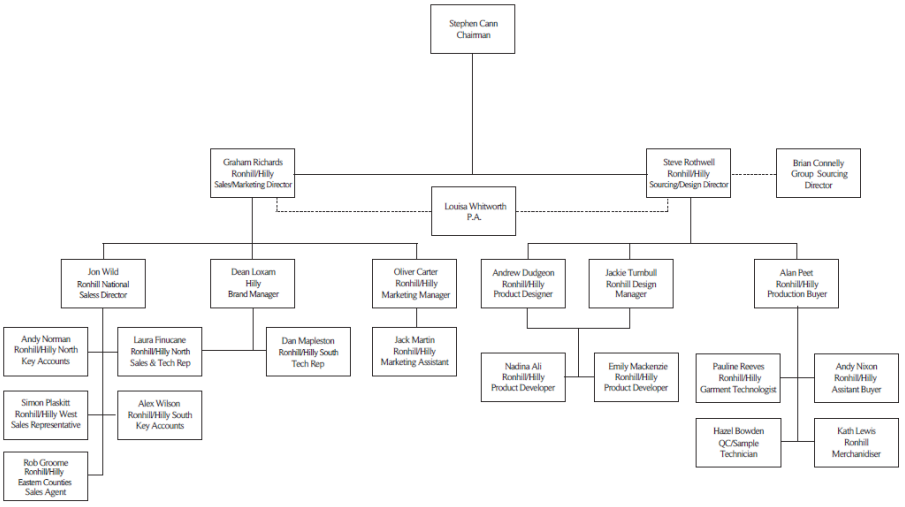 Stephen Cann
Chairman
Graham Richards
Ronhill/Hilly
Sales/Marketing Director
Steve Rothwell
Ronhill/Hilly
Sourcing/Design Director
Brian Connelly
Group Sourcing
Director
Louisa Whitworth
P.A.
Jon Wild
Ronhill National
Saless Director
Dean Loxam
Hilly
Brand Manager
Oliver Carter
Ronhill/Hilly
Marketing Manager
Andrew Dudgeon
Ronhill/Hilly
Product Designer
Jackie Turnbull
Ronhill Design
Manager
Alan Peet
Ronhill/Hilly
Production Buyer
Andy Norman
Ronhill/Hilly North
Key Accounts
Laura Finucane
Ronhill/Hilly North
Sales & Tech Rep
Dan Mapleston
Ronhill/Hilly South
Tech Rep
Jack Martin
Ronhill/Hilly
Marketing Assistant
Nadina Ali
Ronhill/Hilly
Product Developer
Emily Mackenzie
Ronhill/Hilly
Product Developer
Pauline Reeves
Ronhill/Hilly
Garment Technologist
Andy Nixon
Ronhill/Hilly
Assitant Buyer
Simon Plaskitt
Ronhill/Hilly West
Sales Representative
Alex Wilson
Ronhill/Hilly South
Key Accounts
Hazel Bowden
QC/Sample
Technician
Kath Lewis
Ronhill
Merchanidiser
Rob Groome
Ronhill/Hilly
Eastern Counties
Sales Agent